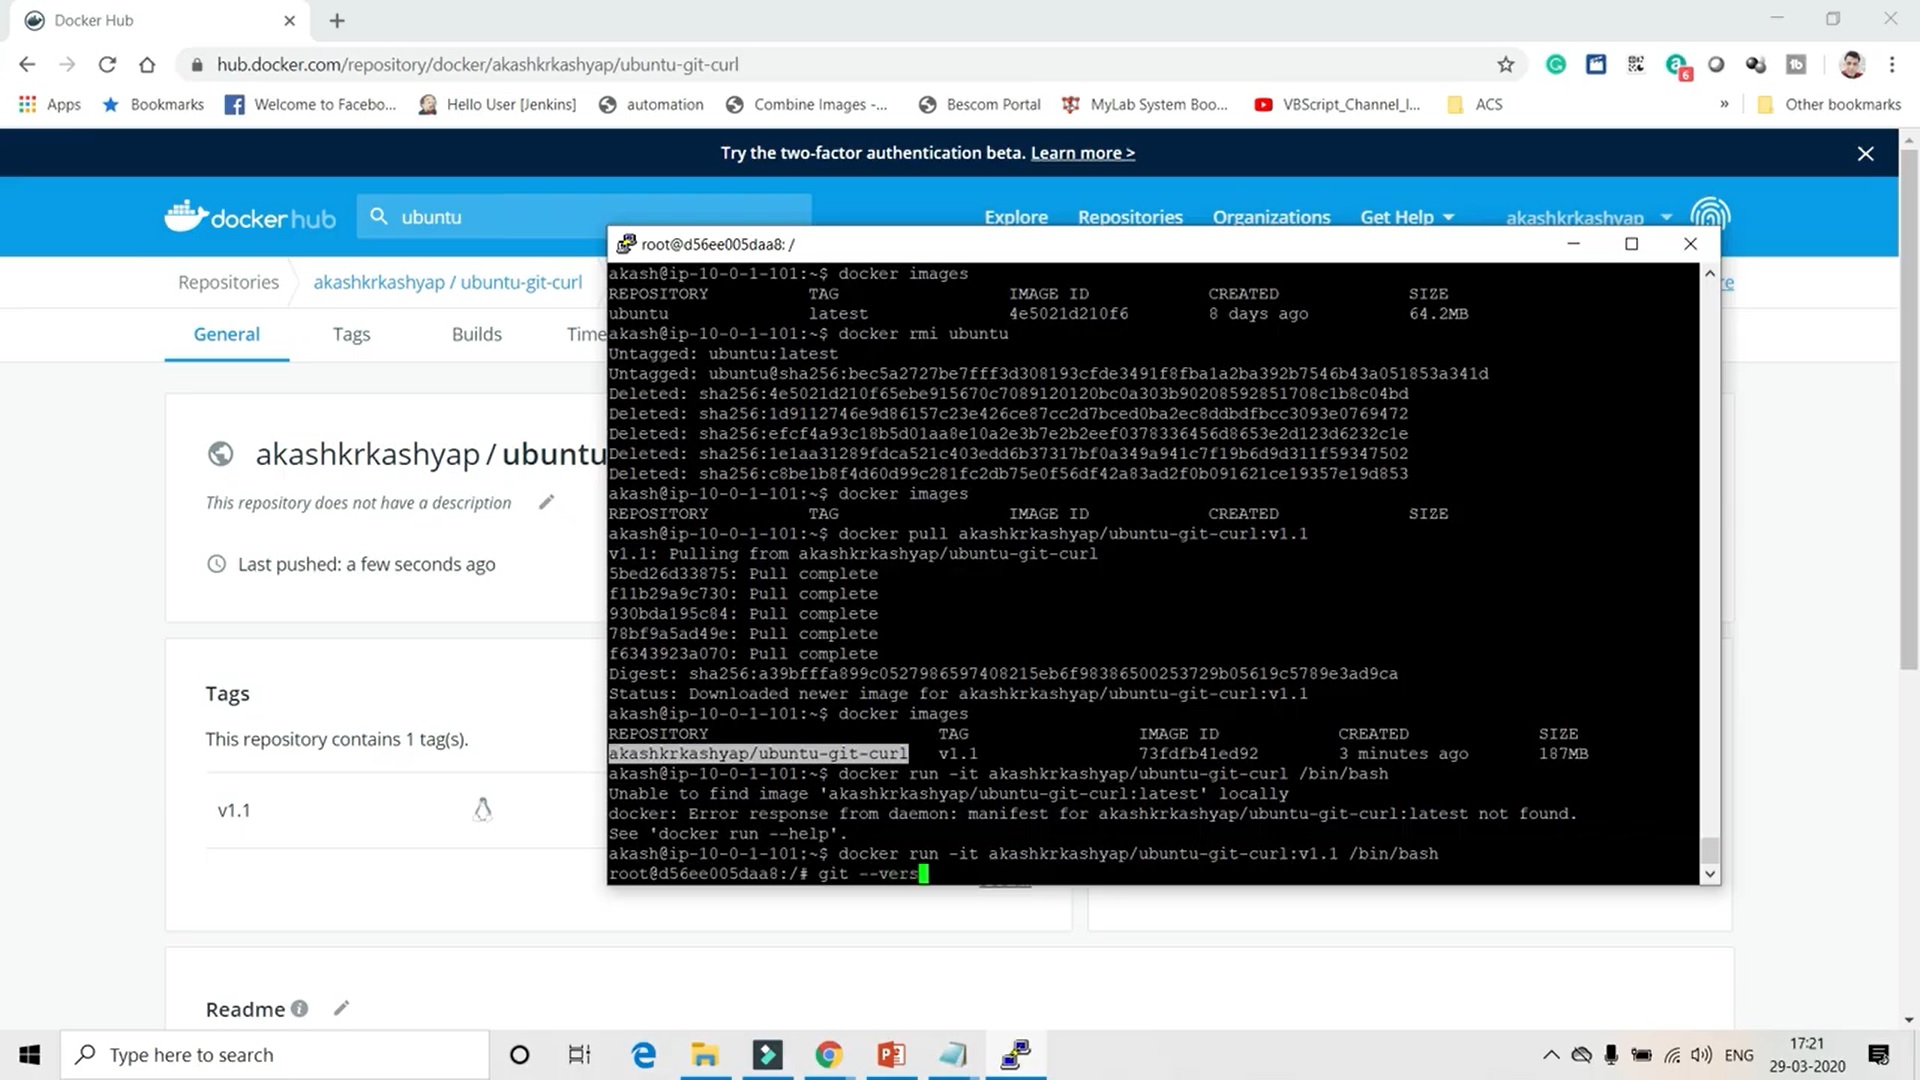 Docker Hub
hub.docker.com/repository/docker/akashkrkashyap/ubuntu-git-curl
6
Apps
Bookmarks
Welcome to Facebo...
Hello User [Jenkins]
automation
Combine Images -...
Bescom Portal
MyLab System Boo...
VBScript_Channel_I...
ACS
»
Other bookmarks
Try the two-factor authentication beta. Learn more >
docker hub
ubuntu
Explore
Repositories
Organizations
Get Help
akashkrkashyap
Repositories
akashkrkashyap / ubuntu-git-curl
General
Tags
Builds
Time
akashkrkashyap / ubuntu
This repository does not have a description
Last pushed: a few seconds ago
Tags
This repository contains 1 tag(s).
v1.1
Readme
root@d56ee005daa8: /
akash@ip-10-0-1-101:~$ docker images
REPOSITORY TAG IMAGE ID CREATED SIZE
ubuntu latest 4e5021d210f6 8 days ago 64.2MB
akash@ip-10-0-1-101:~$ docker rmi ubuntu
Untagged: ubuntu:latest
Untagged: ubuntu@sha256:bec5a2727be7fff3d308193cfde3491f8fba1a2ba392b7546b43a051853a341d
Deleted: sha256:4e5021d210f65ebe915670c7089120120bc0a303b90208592851708c1b8c04bd
Deleted: sha256:1d9112746e9d86157c23e426ce87cc2d7bced0ba2ec8ddbdfbcc3093e0769472
Deleted: sha256:efcf4a93c18b5d01aa8e10a2e3b7e2b2eef0378336456d8653e2d123d6232c1e
Deleted: sha256:1e1aa31289fdca521c403edd6b37317bf0a349a941c7f19b6d9d311f59347502
Deleted: sha256:c8be1b8f4d60d99c281fc2db75e0f56df42a83ad2f0b091621ce19357e19d853
akash@ip-10-0-1-101:~$ docker images
REPOSITORY TAG IMAGE ID CREATED SIZE
akash@ip-10-0-1-101:~$ docker pull akashkrkashyap/ubuntu-git-curl:v1.1
v1.1: Pulling from akashkrkashyap/ubuntu-git-curl
5bed26d33875: Pull complete
f11b29a9c730: Pull complete
930bda195c84: Pull complete
78bf9a5ad49e: Pull complete
f6343923a070: Pull complete
Digest: sha256:a39bfffa899c0527986597408215eb6f98386500253729b05619c5789e3ad9ca
Status: Downloaded newer image for akashkrkashyap/ubuntu-git-curl:v1.1
akash@ip-10-0-1-101:~$ docker images
REPOSITORY TAG IMAGE ID CREATED SIZE
akashkrkashyap/ubuntu-git-curl v1.1 73fdfb41ed92 3 minutes ago 187MB
akash@ip-10-0-1-101:~$ docker run -it akashkrkashyap/ubuntu-git-curl /bin/bash
Unable to find image 'akashkrkashyap/ubuntu-git-curl:latest' locally
docker: Error response from daemon: manifest for akashkrkashyap/ubuntu-git-curl:latest not found.
See 'docker run --help'.
akash@ip-10-0-1-101:~$ docker run -it akashkrkashyap/ubuntu-git-curl:v1.1 /bin/bash
root@d56ee005daa8:/# git --vers
Type here to search
ENG
17:21
29-03-2020